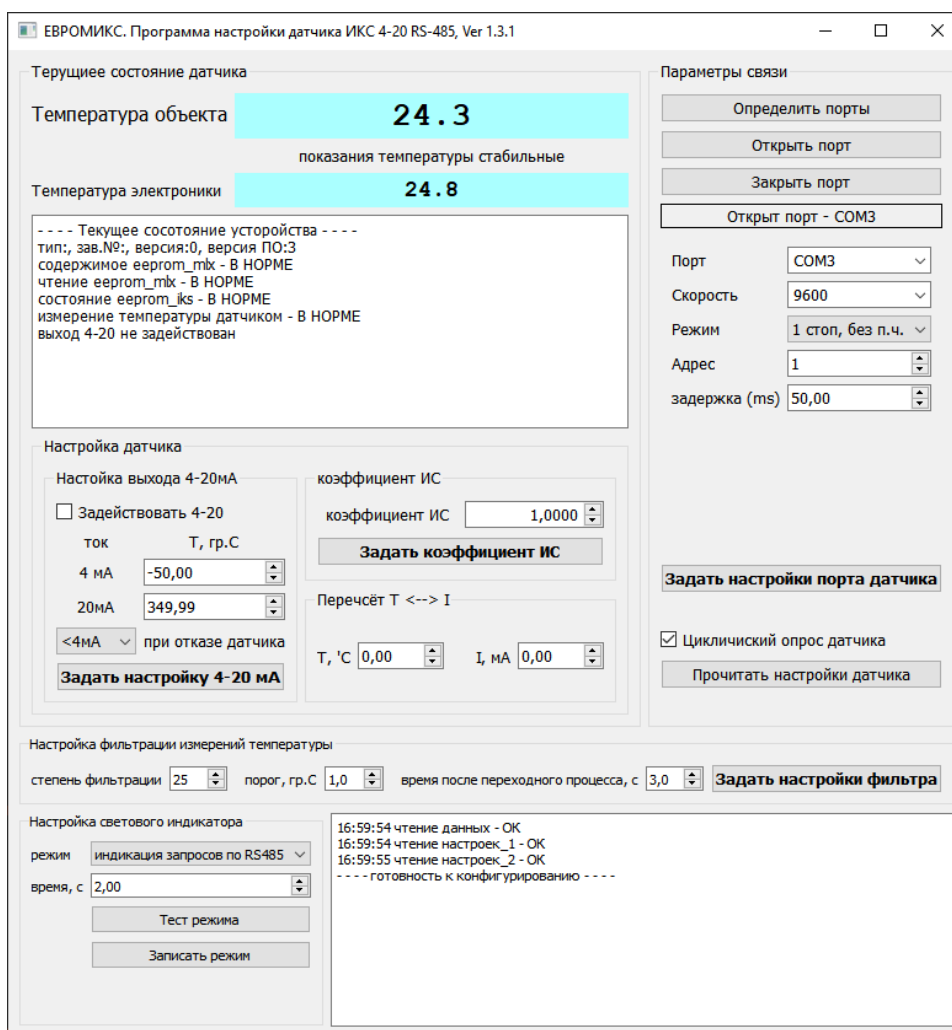 ЕВРОМИКС. Программа настройки датчика ИКС 4-20 RS-485, Ver 1.3.1
Терущиее состояние датчика
Температура объекта
24.3
показания температуры стабильные
Температура электроники
24.8
- - - - Текущее сосотояние усторойства - - - -
тип:, зав.№:, версия:0, версия ПО:3
содержимое eeprom_mlx - В НОРМЕ
чтение eeprom_mlx - В НОРМЕ
состояние eeprom_iks - В НОРМЕ
измерение температуры датчиком - В НОРМЕ
выход 4-20 не задействован
Параметры связи
Определить порты
Открыть порт
Закрыть порт
Открыт порт - COM3
Порт COM3
Скорость 9600
Режим 1 стоп, без п.ч.
Адрес 1
задержка (ms) 50,00
Задать настройки порта датчика
Цикличиский опрос датчика
Прочитать настройки датчика
Настройка датчика
Настойка выхода 4-20мА
Задействовать 4-20
ток Т, гр.С
4 мА -50,00
20мА 349,99
<4мА при отказе датчика
Задать настройку 4-20 мА
коэффициент ИС
коэффициент ИС 1,0000
Задать коэффициент ИС
Перечсёт T <--> I
T, 'C 0,00 I, мА 0,00
Настройка фильтрации измерений температуры
степень фильтрации 25 порог, гр.С 1,0 время после переходного процесса, с 3,0 Задать настройки фильтра
Настройка светового индикатора
режим индикация запросов по RS485
время, с 2,00
Тест режима
Записать режим
16:59:54 чтение данных - OK
16:59:54 чтение настроек_1 - OK
16:59:55 чтение настроек_2 - OK
- - - - готовность к конфигурированию - - - -